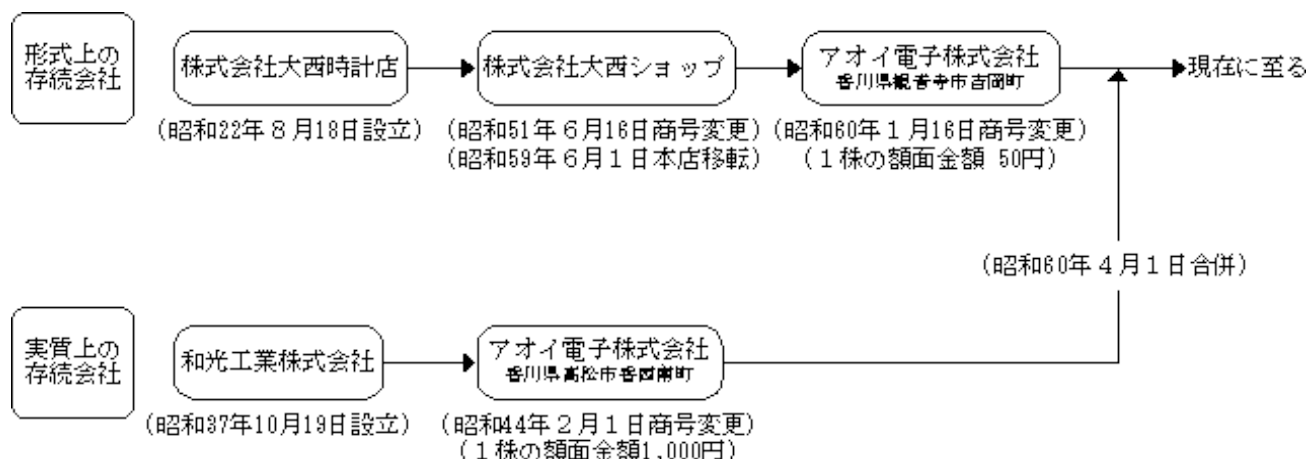 形式上の
存続会社
株式会社大西時計店
(昭和22年8月18日設立)
株式会社大西ショップ
(昭和51年6月16日商号変更)
(昭和59年6月1日本店移転)
アオイ電子株式会社
香川県観音寺市吉岡町
(昭和60年1月16日商号変更)
(1株の額面金額 50円)
現在に至る
(昭和60年4月1日合併)
実質上の
存続会社
和光工業株式会社
(昭和37年10月19日設立)
アオイ電子株式会社
香川県高松市香西南町
(昭和44年2月1日商号変更)
(1株の額面金額1,000円)